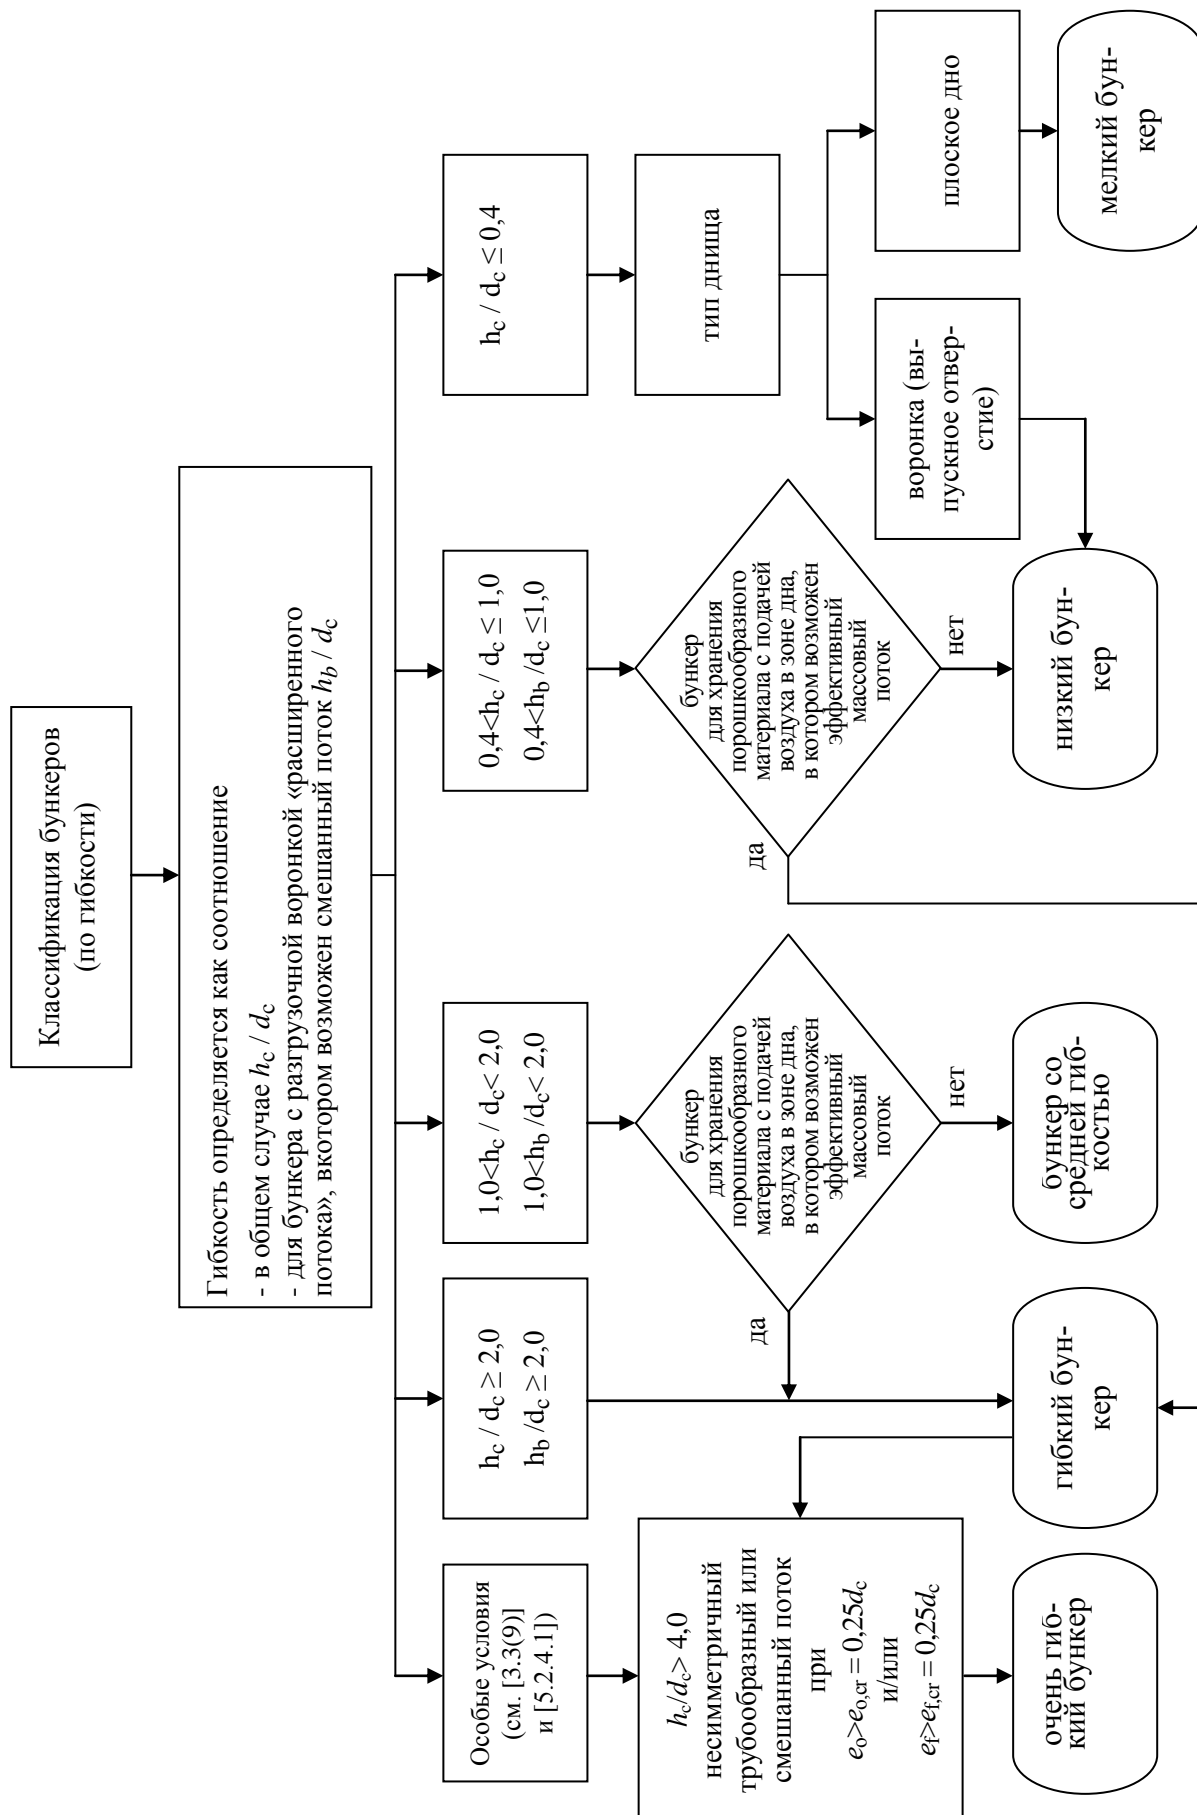 Классификация бункеров
(по гибкости)
Гибкость определяется как соотношение
- в общем случае h_c / d_c
- для бункера с разгрузочной воронкой «расширенного
потока», вкотором возможен смешанный поток h_b / d_c
Особые условия
(см. [3.3(9)]
и [5.2.4.1])
h_c / d_c ≥ 2,0
h_b /d_c ≥ 2,0
1,0<h_c / d_c< 2,0
1,0<h_b /d_c< 2,0
0,4<h_c / d_c ≤ 1,0
0,4<h_b /d_c ≤1,0
h_c / d_c ≤ 0,4
h_c/d_c> 4,0
несимметричный
трубообразный или
смешанный поток
при
e_o>e_o,cr = 0,25d_c
и/или
e_f>e_f,cr = 0,25d_c
бункер
для хранения
порошкообразного
материала с подачей
воздуха в зоне дна,
в котором возможен
эффективный
массовый
поток
да
нет
бункер
для хранения
порошкообразного
материала с подачей
воздуха в зоне дна,
в котором возможен
эффективный
массовый
поток
да
нет
тип днища
воронка (вы-
пускное отвер-
стие)
плоское дно
очень гиб-
кий бункер
гибкий бун-
кер
бункер со
средней гиб-
костью
низкий бун-
кер
мелкий бун-
кер